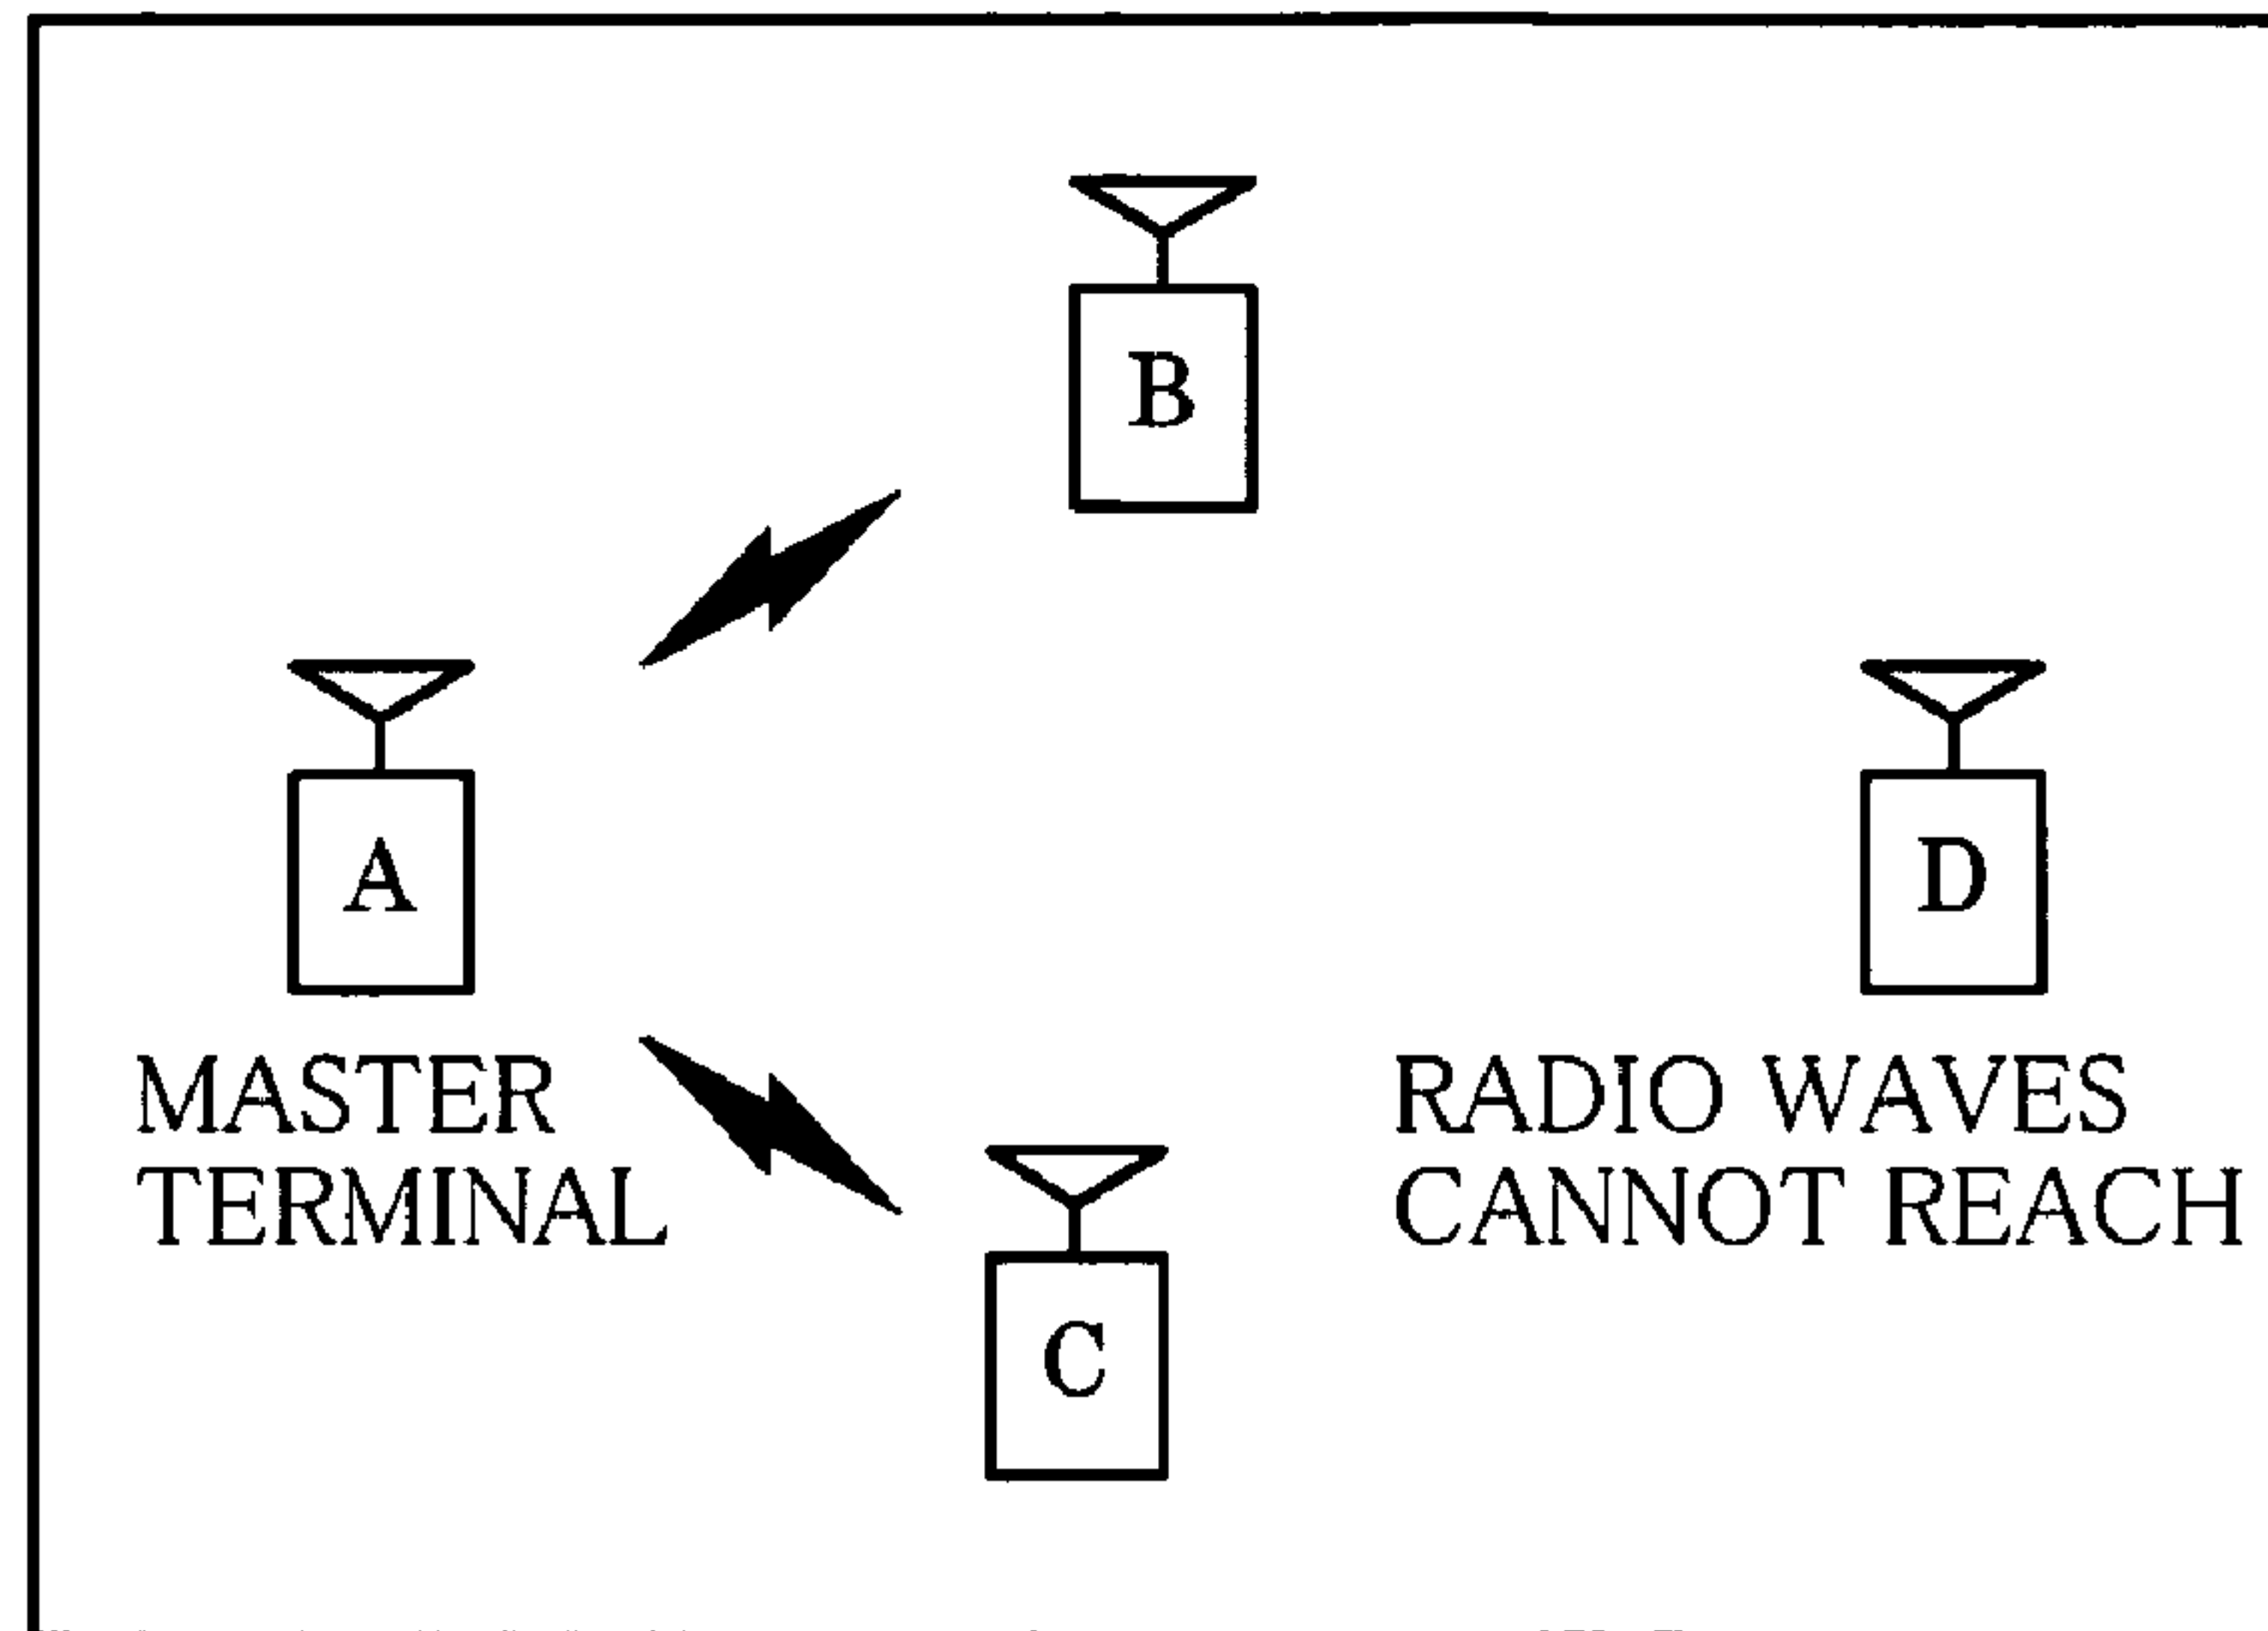 B
A
D
MASTER
TERMINAL
RADIO WAVES
CANNOT REACH
C